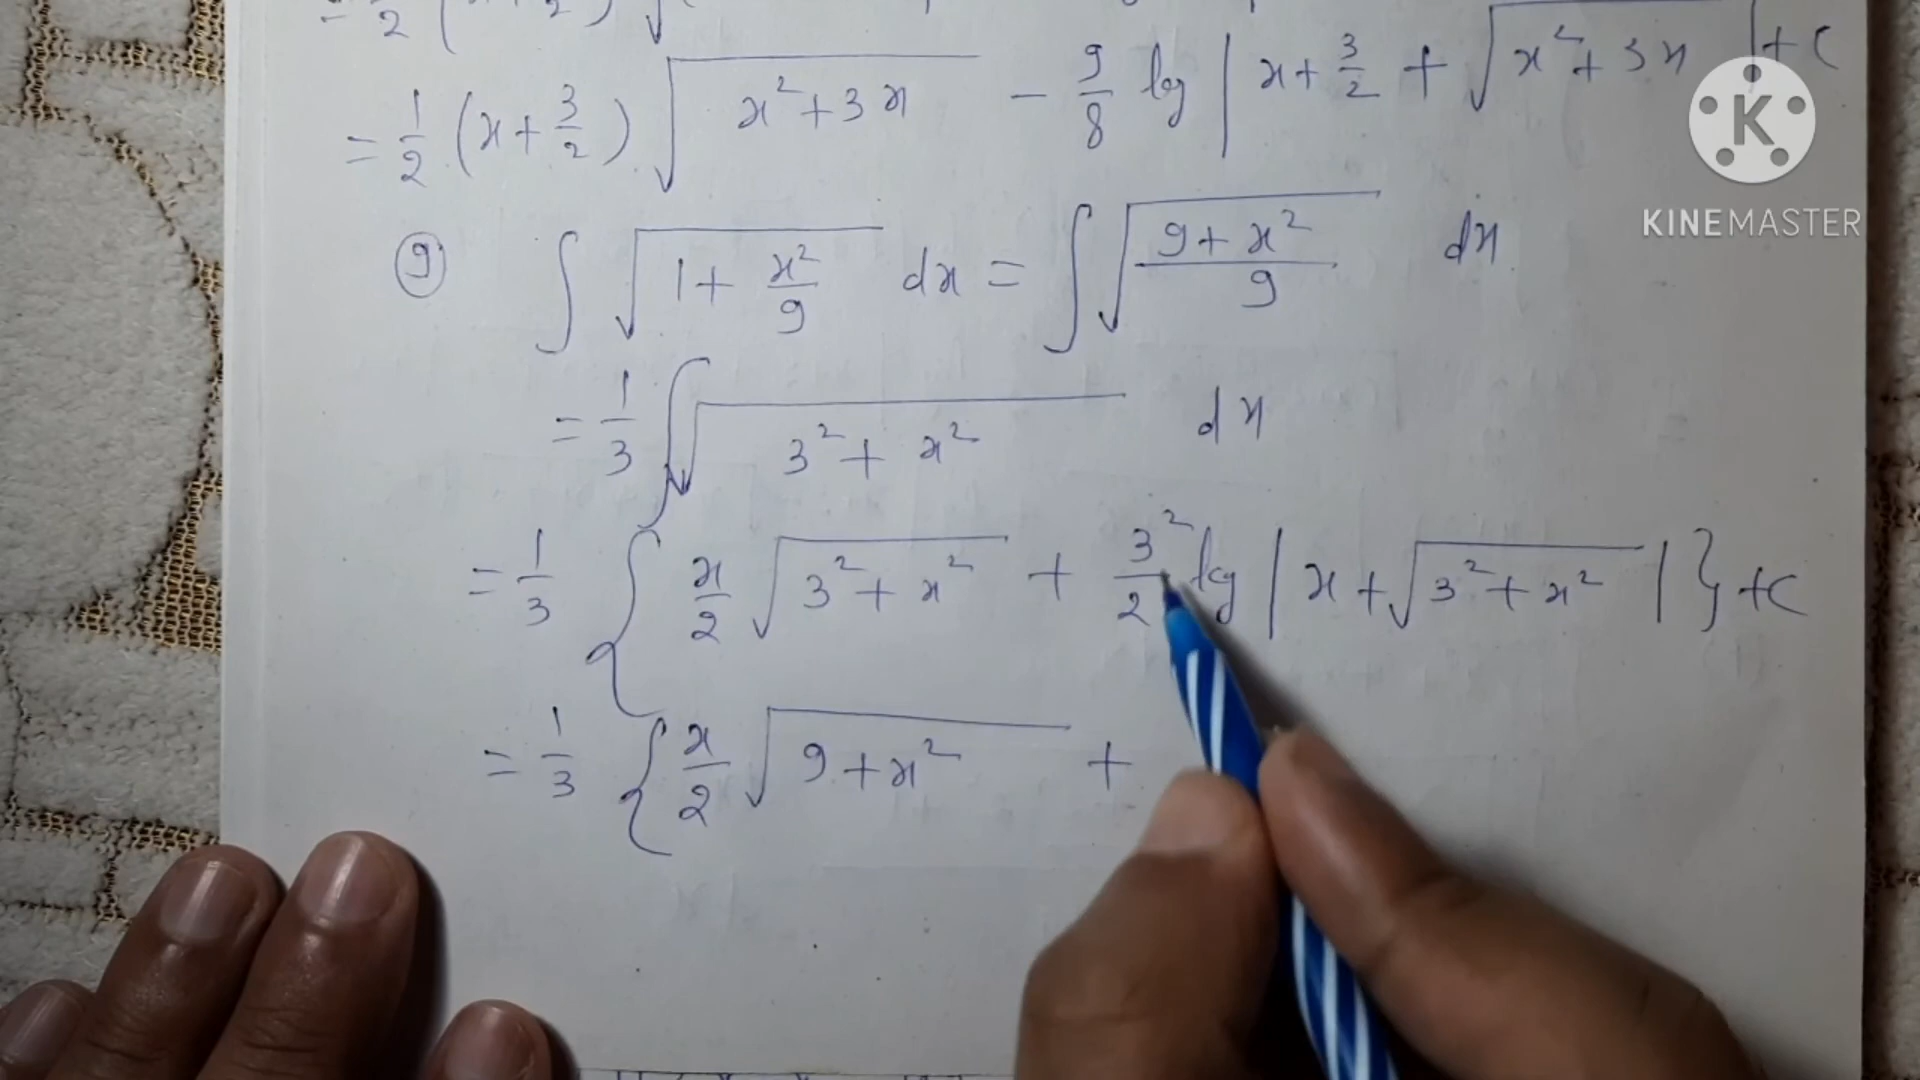 = 1/2 (x + 3/2) √(x² + 3x) − 9/8 log | x + 3/2 + √(x² + 3x) | + C
KINEMASTER
⑨ ∫ √(1 + x²/9) dx = ∫ √((9 + x²)/9) dx
= 1/3 ∫ √(3² + x²) dx
= 1/3 { x/2 √(3² + x²) + 3²/2 log | x + √(3² + x²) | } + C
= 1/3 { x/2 √(9 + x²) +